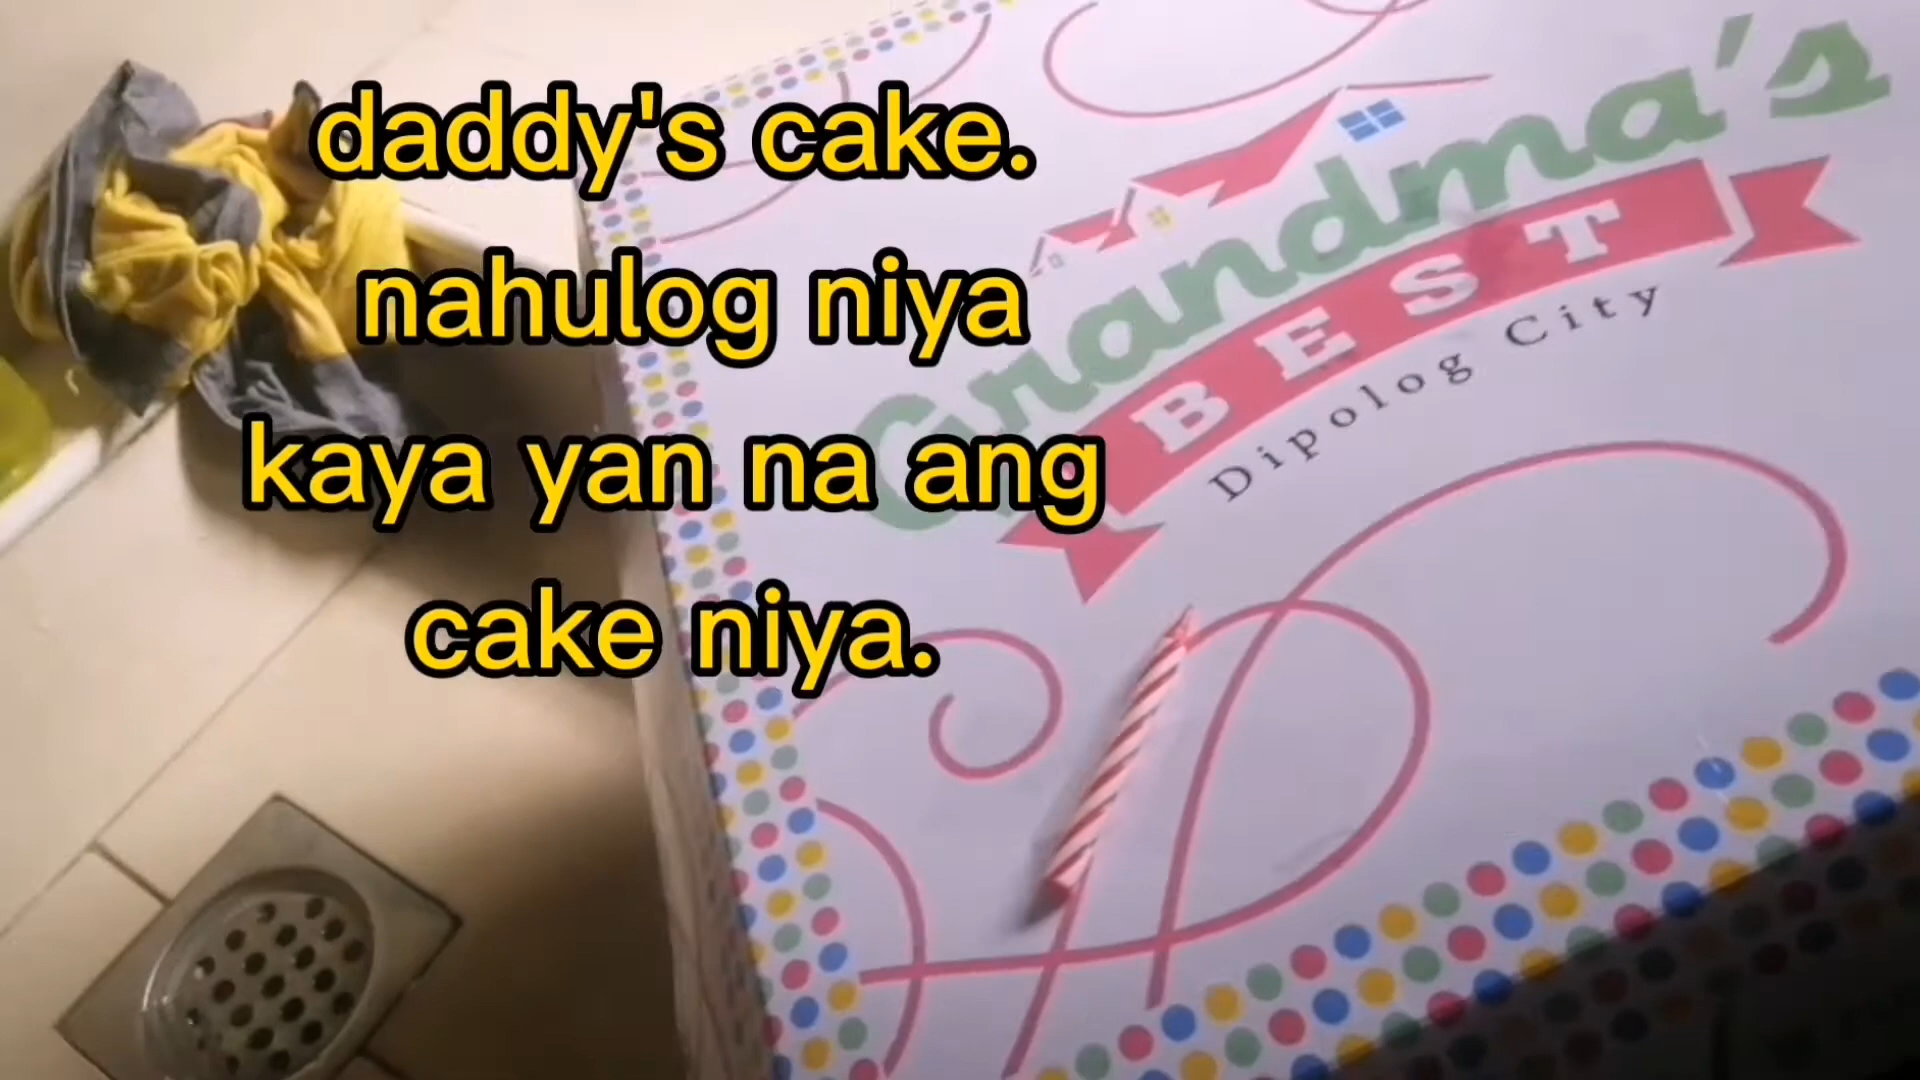 daddy's cake.
nahulog niya
kaya yan na ang
cake niya.
Grandma's
BEST
Dipolog City